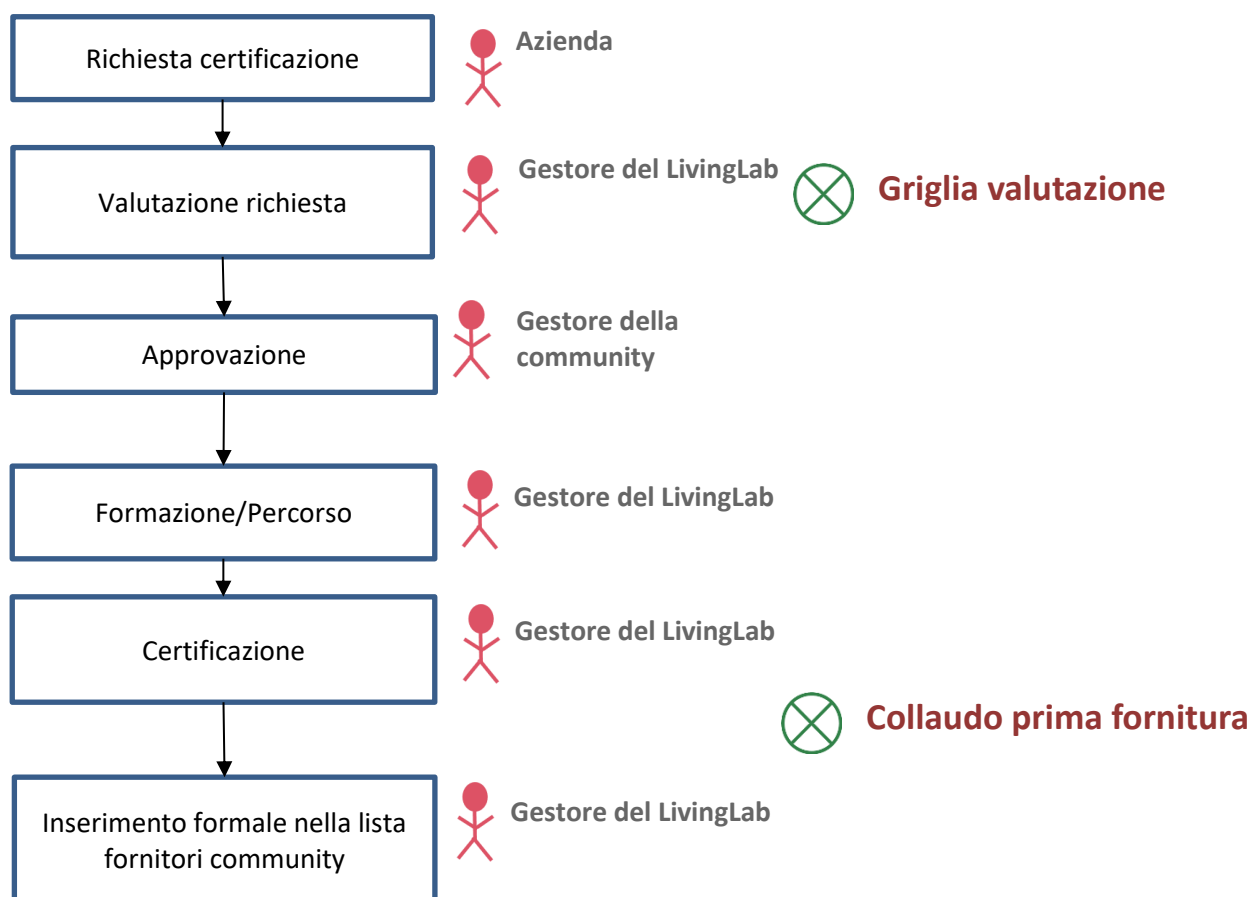 Richiesta certificazione
Azienda
Valutazione richiesta
Gestore del LivingLab
Griglia valutazione
Approvazione
Gestore della
community
Formazione/Percorso
Gestore del LivingLab
Certificazione
Gestore del LivingLab
Collaudo prima fornitura
Inserimento formale nella lista
fornitori community
Gestore del LivingLab